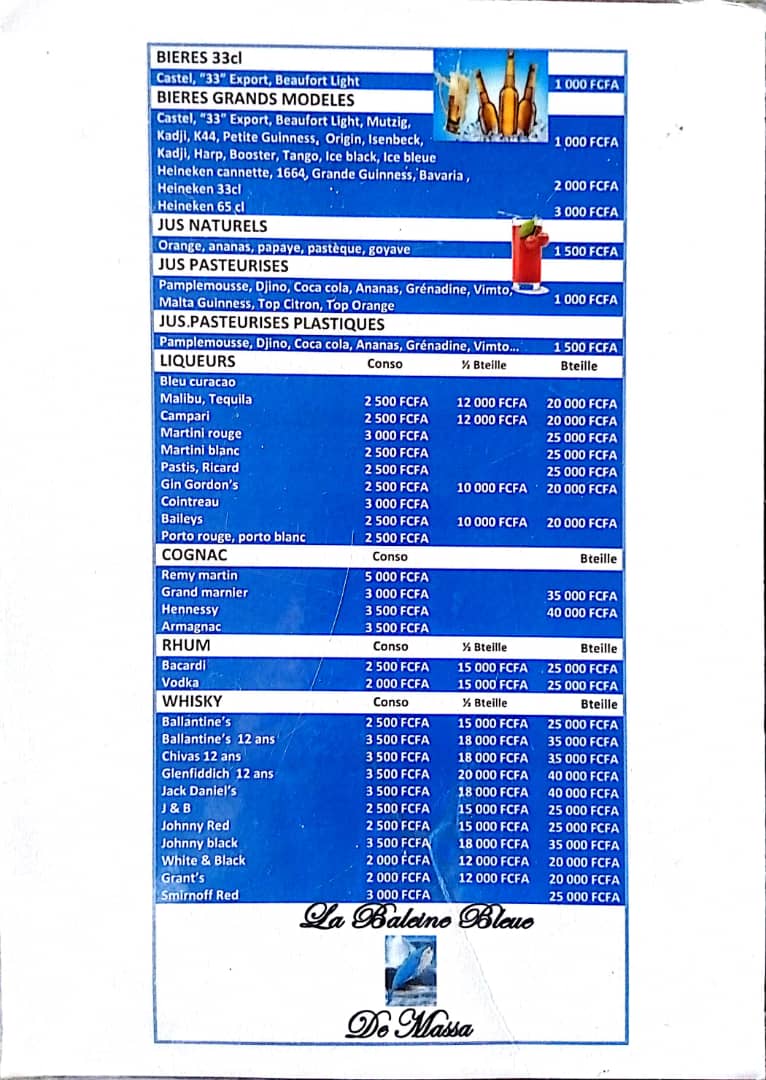 BIERES 33cl
Castel, "33" Export, Beaufort Light 1 000 FCFA
BIERES GRANDS MODELES
Castel, "33" Export, Beaufort Light, Mutzig,
Kadji, K44, Petite Guinness, Origin, Isenbeck, 1 000 FCFA
Kadji, Harp, Booster, Tango, Ice black, Ice bleue
Heineken cannette, 1664, Grande Guinness, Bavaria ,
Heineken 33cl 2 000 FCFA
Heineken 65 cl 3 000 FCFA
JUS NATURELS
Orange, ananas, papaye, pastèque, goyave 1 500 FCFA
JUS PASTEURISES
Pamplemousse, Djino, Coca cola, Ananas, Grénadine, Vimto,
Malta Guinness, Top Citron, Top Orange 1 000 FCFA
JUS.PASTEURISES PLASTIQUES
Pamplemousse, Djino, Coca cola, Ananas, Grénadine, Vimto... 1 500 FCFA
LIQUEURS Conso ½ Bteille Bteille
Bleu curacao
Malibu, Tequila 2 500 FCFA 12 000 FCFA 20 000 FCFA
Campari 2 500 FCFA 12 000 FCFA 20 000 FCFA
Martini rouge 3 000 FCFA 25 000 FCFA
Martini blanc 2 500 FCFA 25 000 FCFA
Pastis, Ricard 2 500 FCFA 25 000 FCFA
Gin Gordon's 2 500 FCFA 10 000 FCFA 20 000 FCFA
Cointreau 3 000 FCFA
Baileys 2 500 FCFA 10 000 FCFA 20 000 FCFA
Porto rouge, porto blanc 2 500 FCFA
COGNAC Conso Bteille
Remy martin 5 000 FCFA
Grand marnier 3 000 FCFA 35 000 FCFA
Hennessy 3 500 FCFA 40 000 FCFA
Armagnac 3 500 FCFA
RHUM Conso ½ Bteille Bteille
Bacardi 2 500 FCFA 15 000 FCFA 25 000 FCFA
Vodka 2 000 FCFA 15 000 FCFA 25 000 FCFA
WHISKY Conso ½ Bteille Bteille
Ballantine's 2 500 FCFA 15 000 FCFA 25 000 FCFA
Ballantine's 12 ans 3 500 FCFA 18 000 FCFA 35 000 FCFA
Chivas 12 ans 3 500 FCFA 18 000 FCFA 35 000 FCFA
Glenfiddich 12 ans 3 500 FCFA 20 000 FCFA 40 000 FCFA
Jack Daniel's 3 500 FCFA 18 000 FCFA 40 000 FCFA
J & B 2 500 FCFA 15 000 FCFA 25 000 FCFA
Johnny Red 2 500 FCFA 15 000 FCFA 25 000 FCFA
Johnny black 3 500 FCFA 18 000 FCFA 35 000 FCFA
White & Black 2 000 FCFA 12 000 FCFA 20 000 FCFA
Grant's 2 000 FCFA 12 000 FCFA 20 000 FCFA
Smirnoff Red 3 000 FCFA 25 000 FCFA
La Baleine Bleue
De Massa